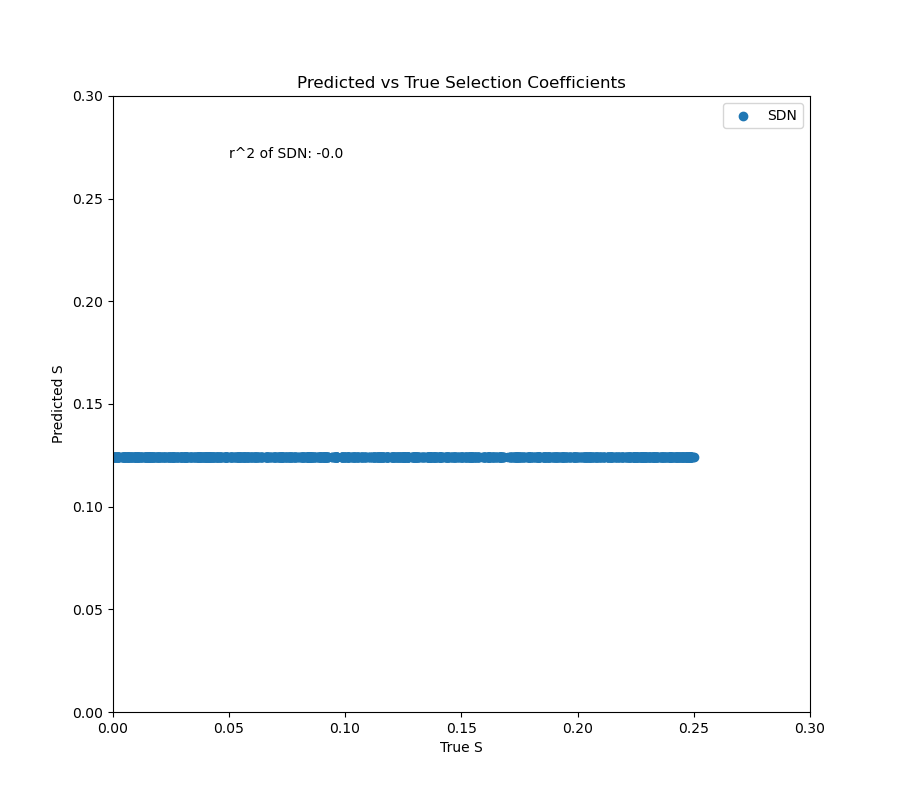 Predicted vs True Selection Coefficients
SDN
r^2 of SDN: -0.0
0.30
0.25
0.20
0.15
0.10
0.05
0.00
Predicted S
0.00 0.05 0.10 0.15 0.20 0.25 0.30
True S